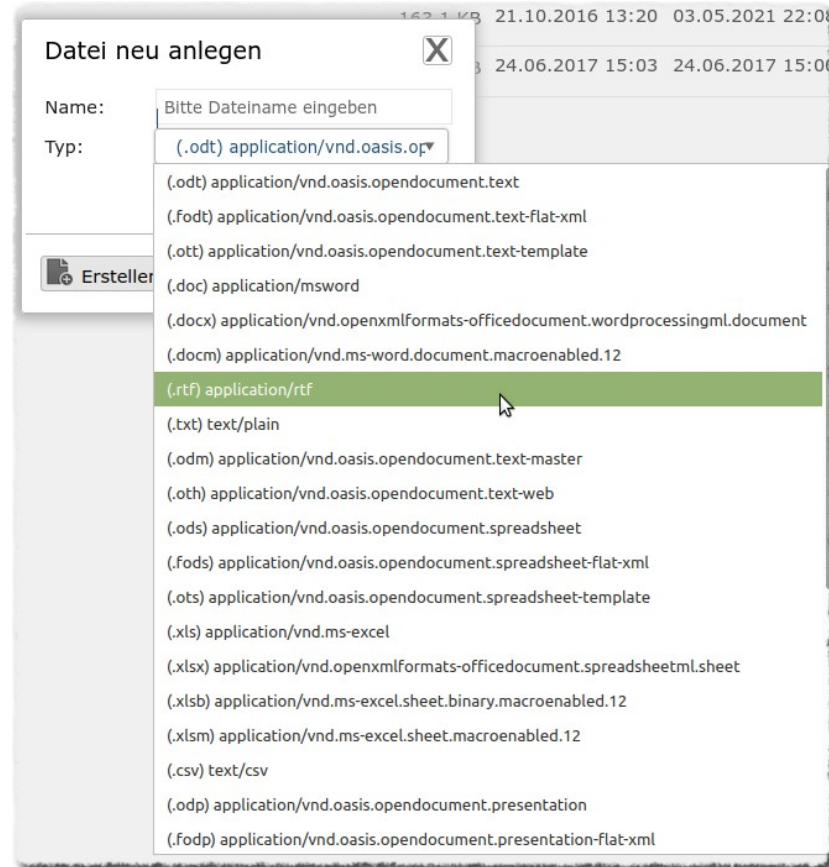 163.1 KB 21.10.2016 13:20 03.05.2021 22:08
Datei neu anlegen X
24.06.2017 15:03 24.06.2017 15:00
Name: Bitte Dateiname eingeben
Typ: (.odt) application/vnd.oasis.op
(.odt) application/vnd.oasis.opendocument.text
(.fodt) application/vnd.oasis.opendocument.text-flat-xml
(.ott) application/vnd.oasis.opendocument.text-template
(.doc) application/msword
Erstellen
(.docx) application/vnd.openxmlformats-officedocument.wordprocessingml.document
(.docm) application/vnd.ms-word.document.macroenabled.12
(.rtf) application/rtf
(.txt) text/plain
(.odm) application/vnd.oasis.opendocument.text-master
(.oth) application/vnd.oasis.opendocument.text-web
(.ods) application/vnd.oasis.opendocument.spreadsheet
(.fods) application/vnd.oasis.opendocument.spreadsheet-flat-xml
(.ots) application/vnd.oasis.opendocument.spreadsheet-template
(.xls) application/vnd.ms-excel
(.xlsx) application/vnd.openxmlformats-officedocument.spreadsheetml.sheet
(.xlsb) application/vnd.ms-excel.sheet.binary.macroenabled.12
(.xlsm) application/vnd.ms-excel.sheet.macroenabled.12
(.csv) text/csv
(.odp) application/vnd.oasis.opendocument.presentation
(.fodp) application/vnd.oasis.opendocument.presentation-flat-xml